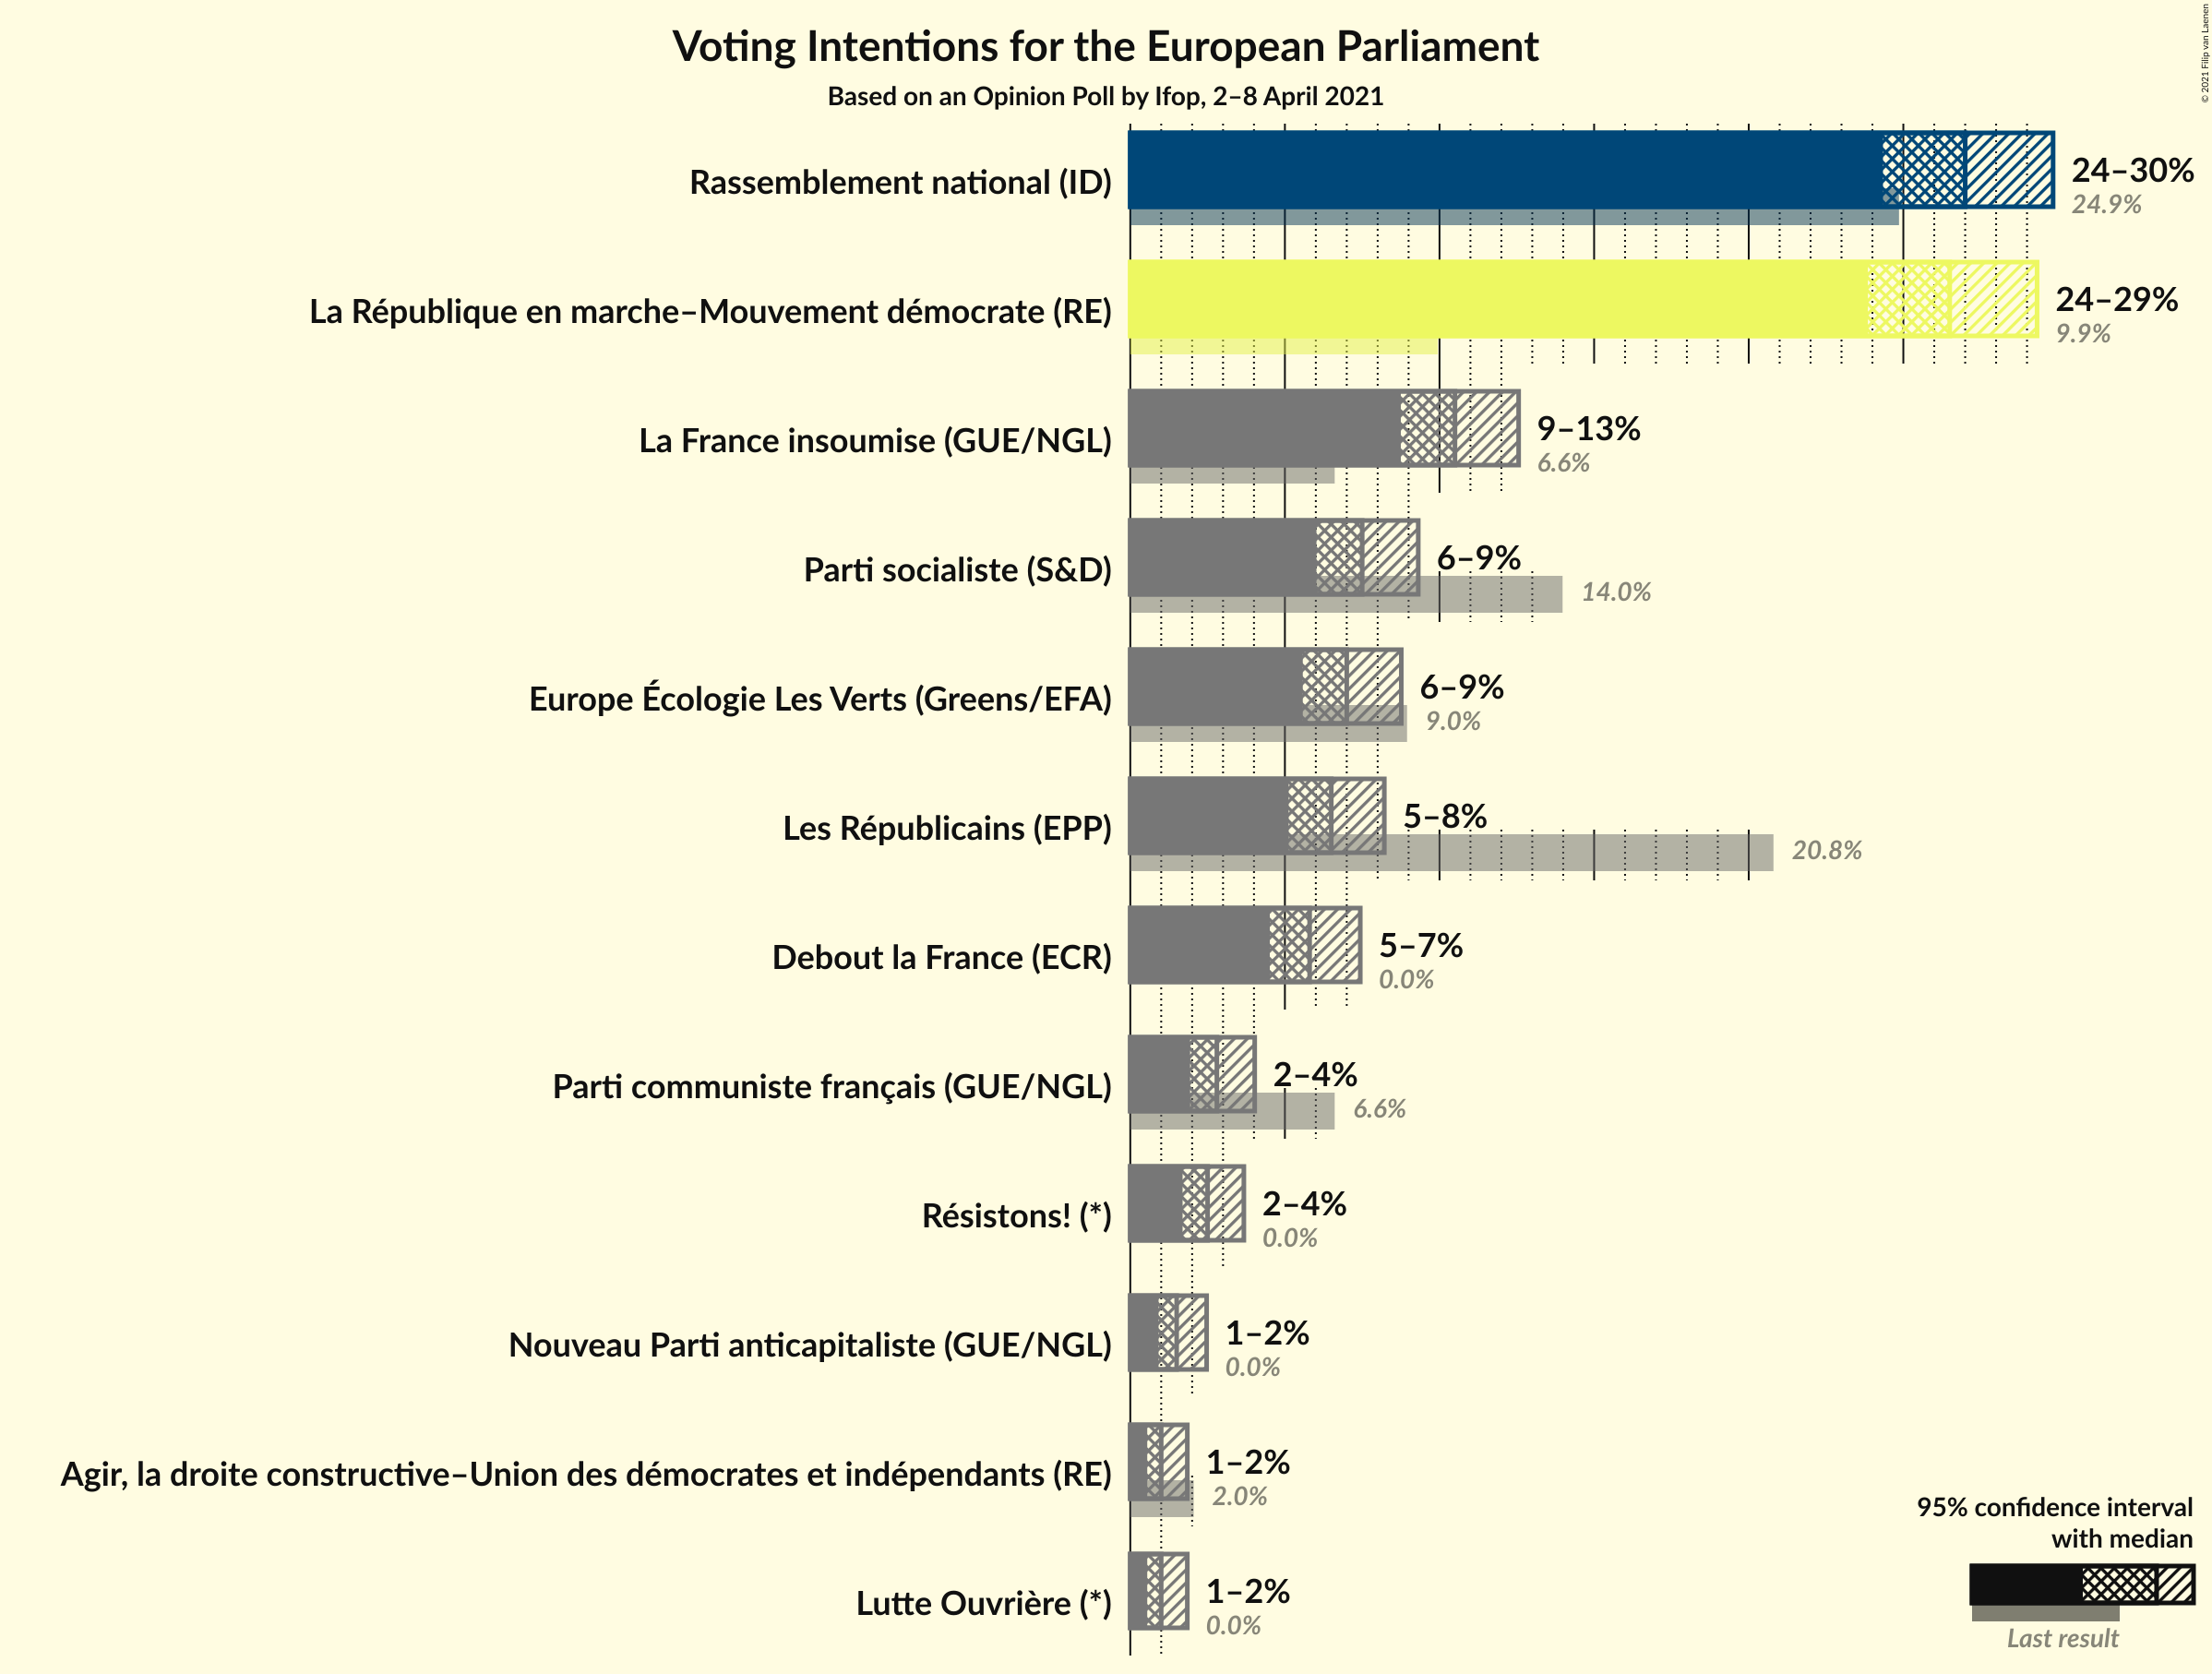 Voting Intentions for the European Parliament
Based on an Opinion Poll by Ifop, 2–8 April 2021
© 2021 Filip van Laenen
Rassemblement national (ID)
24–30%
24.9%
La République en marche–Mouvement démocrate (RE)
24–29%
9.9%
La France insoumise (GUE/NGL)
9–13%
6.6%
Parti socialiste (S&D)
6–9%
14.0%
Europe Écologie Les Verts (Greens/EFA)
6–9%
9.0%
Les Républicains (EPP)
5–8%
20.8%
Debout la France (ECR)
5–7%
0.0%
Parti communiste français (GUE/NGL)
2–4%
6.6%
Résistons! (*)
2–4%
0.0%
Nouveau Parti anticapitaliste (GUE/NGL)
1–2%
0.0%
Agir, la droite constructive–Union des démocrates et indépendants (RE)
1–2%
2.0%
Lutte Ouvrière (*)
1–2%
0.0%
95% confidence interval
with median
Last result